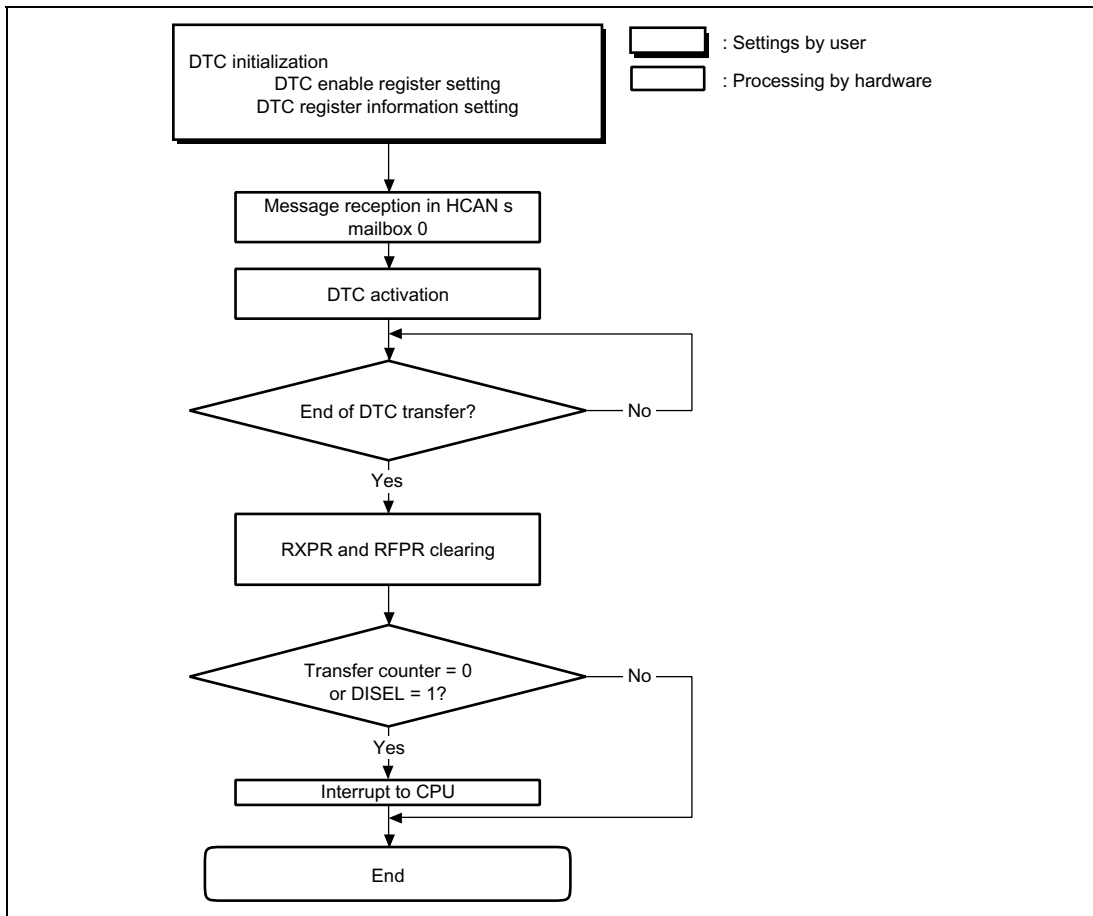 DTC initialization
DTC enable register setting
DTC register information setting
: Settings by user
: Processing by hardware
Message reception in HCAN s
mailbox 0
DTC activation
End of DTC transfer?
No
Yes
RXPR and RFPR clearing
Transfer counter = 0
or DISEL = 1?
No
Yes
Interrupt to CPU
End